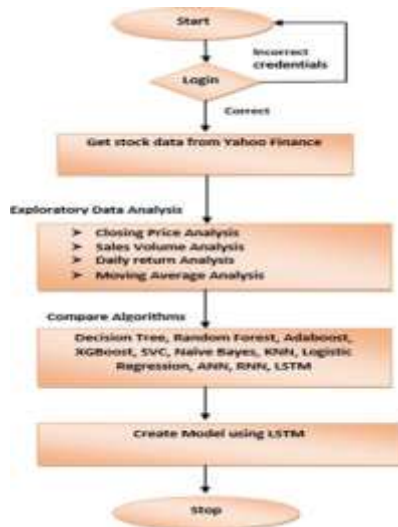 Start
Incorrect
credentials
Login
Correct
Get stock data from Yahoo Finance
Exploratory Data Analysis
➤ Closing Price Analysis
➤ Sales Volume Analysis
➤ Daily return Analysis
➤ Moving Average Analysis
Compare Algorithms
Decision Tree, Random Forest, Adaboost,
XGBoost, SVC, Naïve Bayes, KNN, Logistic
Regression, ANN, RNN, LSTM
Create Model using LSTM
Stop